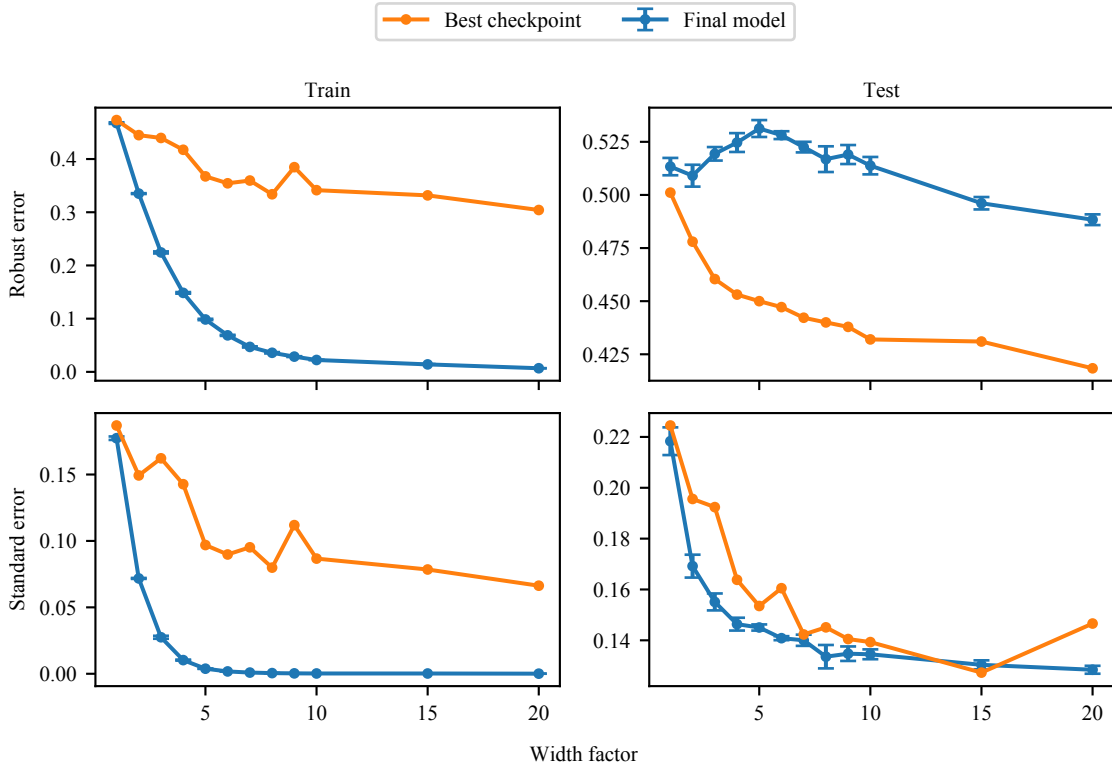 Best checkpoint Final model
Train Test
Robust error
0.4
0.3
0.2
0.1
0.0
0.525
0.500
0.475
0.450
0.425
Standard error
0.15
0.10
0.05
0.00
5 10 15 20
0.22
0.20
0.18
0.16
0.14
5 10 15 20
Width factor